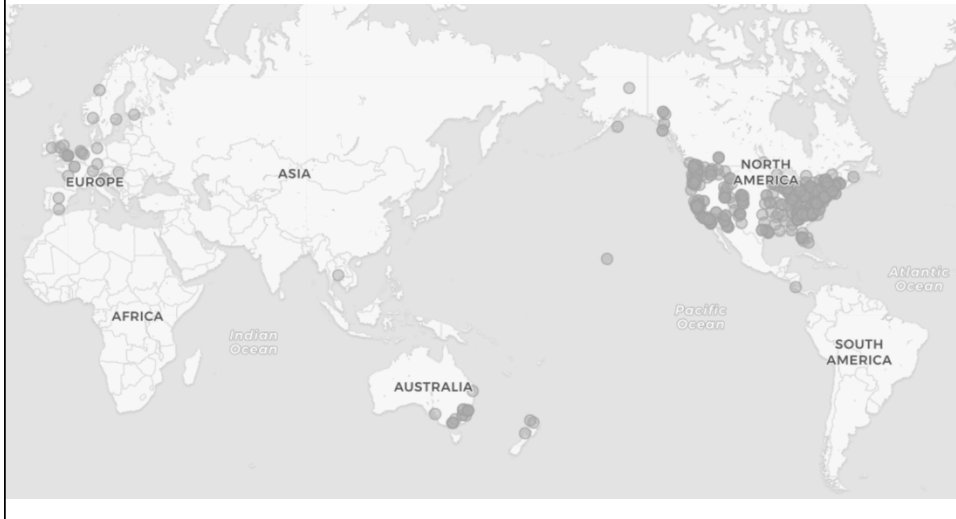 NORTH
AMERICA
EUROPE
ASIA
Atlantic
Ocean
AFRICA
Pacific
Ocean
Indian
Ocean
SOUTH
AMERICA
AUSTRALIA